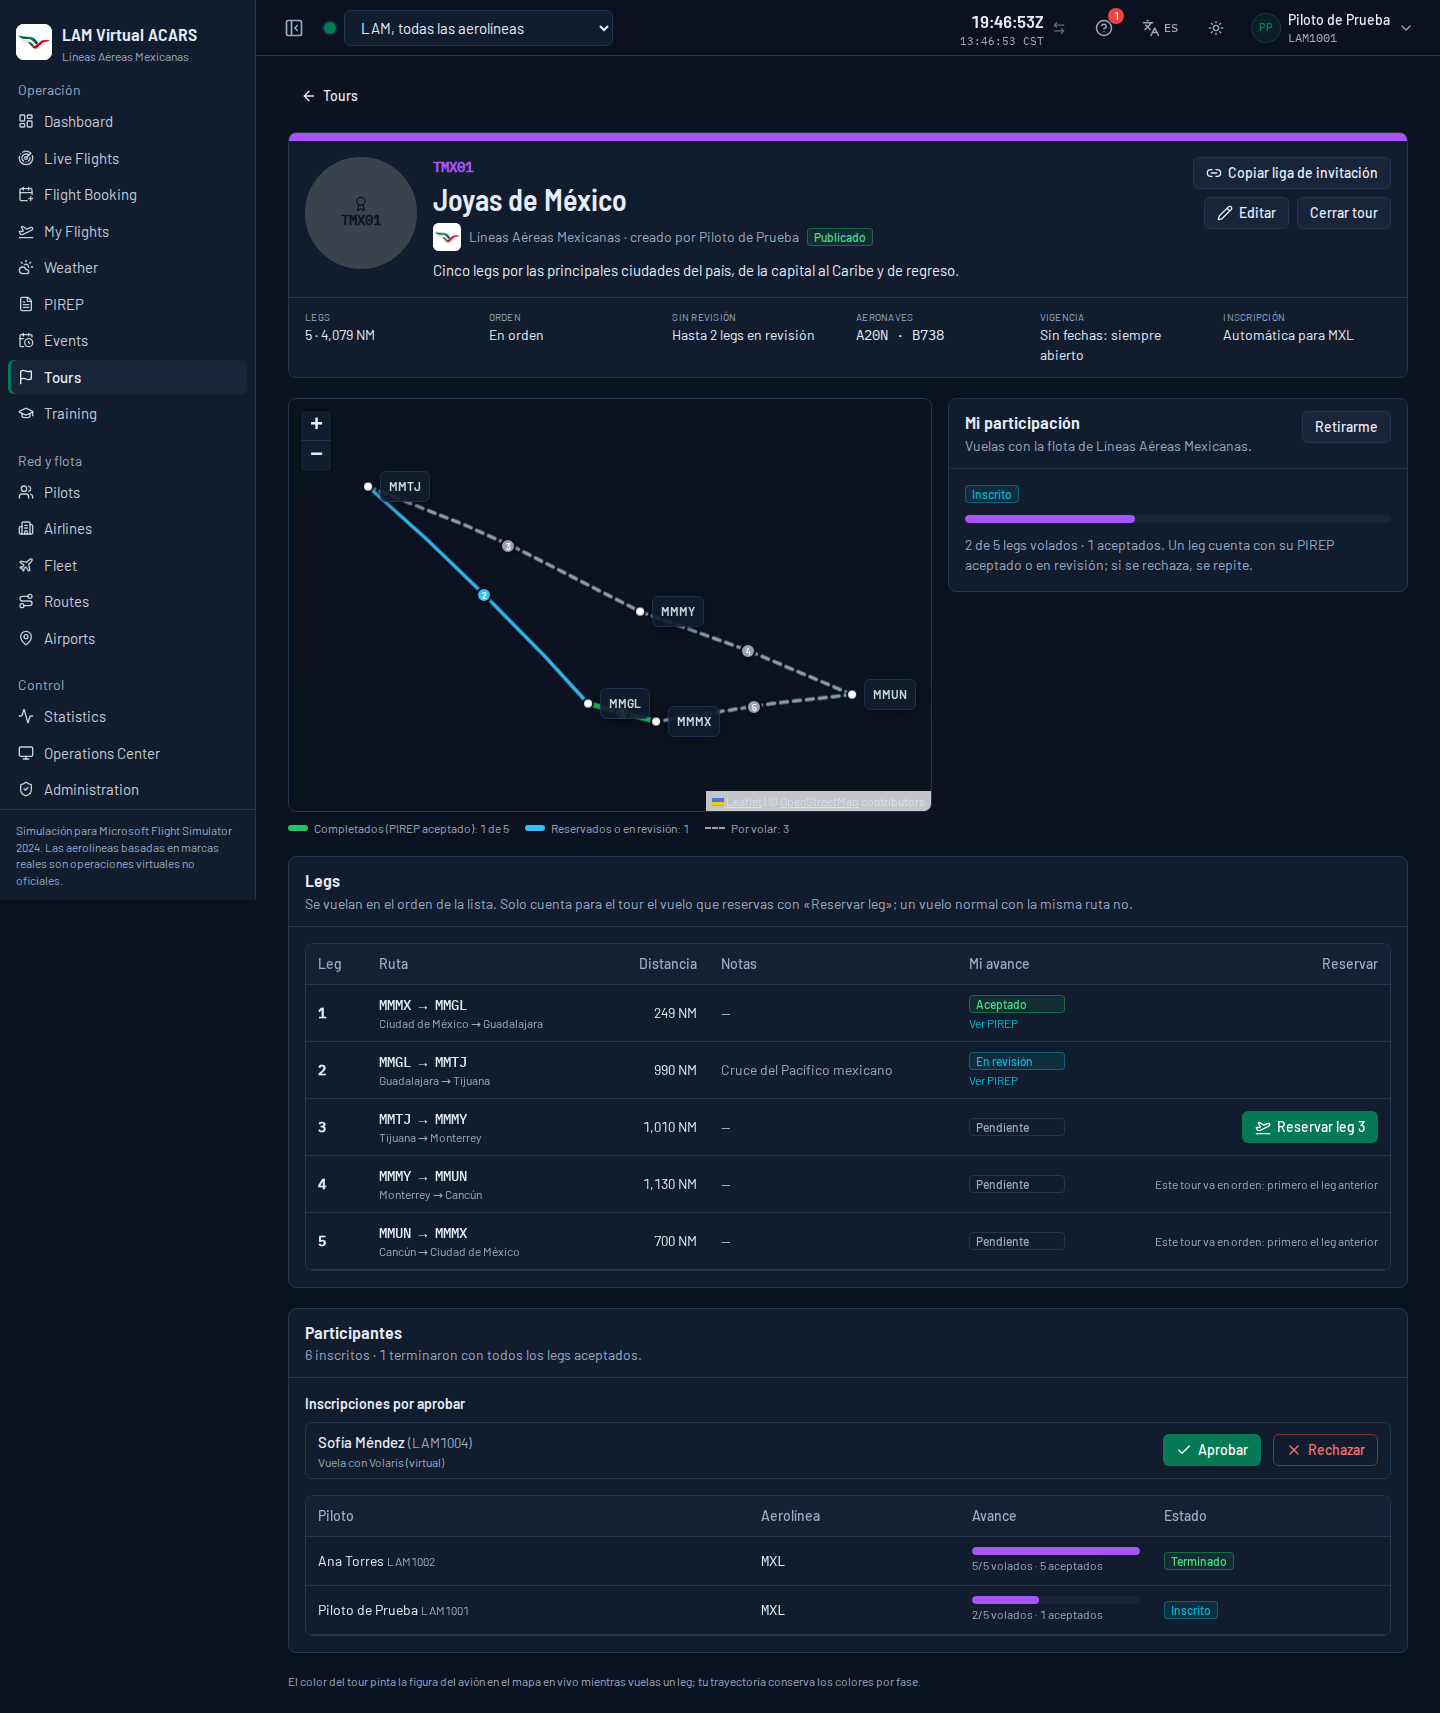 LAM Virtual ACARS
Líneas Aéreas Mexicanas
Operación
Dashboard
Live Flights
Flight Booking
My Flights
Weather
PIREP
Events
Tours
Training
Red y flota
Pilots
Airlines
Fleet
Routes
Airports
Control
Statistics
Operations Center
Administration
Simulación para Microsoft Flight Simulator
2024. Las aerolíneas basadas en marcas
reales son operaciones virtuales no
oficiales.
LAM, todas las aerolíneas
19:46:53Z
13:46:53 CST
1
ES
PP
Piloto de Prueba
LAM1001
Tours
TMX01
TMX01
Joyas de México
Líneas Aéreas Mexicanas · creado por Piloto de Prueba
Publicado
Cinco legs por las principales ciudades del país, de la capital al Caribe y de regreso.
Copiar liga de invitación
Editar
Cerrar tour
LEGS
5 · 4,079 NM
ORDEN
En orden
SIN REVISIÓN
Hasta 2 legs en revisión
AERONAVES
A20N · B738
VIGENCIA
Sin fechas: siempre
abierto
INSCRIPCIÓN
Automática para MXL
+
−
MMTJ
3
2
MMMY
4
MMUN
MMGL
5
MMMX
Leaflet | © OpenStreetMap contributors
Completados (PIREP aceptado): 1 de 5
Reservados o en revisión: 1
Por volar: 3
Mi participación
Vuelas con la flota de Líneas Aéreas Mexicanas.
Retirarme
Inscrito
2 de 5 legs volados · 1 aceptados. Un leg cuenta con su PIREP
aceptado o en revisión; si se rechaza, se repite.
Legs
Se vuelan en el orden de la lista. Solo cuenta para el tour el vuelo que reservas con «Reservar leg»; un vuelo normal con la misma ruta no.
Leg Ruta Distancia Notas Mi avance Reservar
1 MMMX → MMGL 249 NM — Aceptado
Ciudad de México → Guadalajara Ver PIREP
2 MMGL → MMTJ 990 NM Cruce del Pacífico mexicano En revisión
Guadalajara → Tijuana Ver PIREP
3 MMTJ → MMMY 1,010 NM — Pendiente Reservar leg 3
Tijuana → Monterrey
4 MMMY → MMUN 1,130 NM — Pendiente Este tour va en orden: primero el leg anterior
Monterrey → Cancún
5 MMUN → MMMX 700 NM — Pendiente Este tour va en orden: primero el leg anterior
Cancún → Ciudad de México
Participantes
6 inscritos · 1 terminaron con todos los legs aceptados.
Inscripciones por aprobar
Sofía Méndez (LAM1004)
Vuela con Volaris (virtual)
Aprobar
Rechazar
Piloto Aerolínea Avance Estado
Ana Torres LAM1002 MXL 5/5 volados · 5 aceptados Terminado
Piloto de Prueba LAM1001 MXL 2/5 volados · 1 aceptados Inscrito
El color del tour pinta la figura del avión en el mapa en vivo mientras vuelas un leg; tu trayectoria conserva los colores por fase.